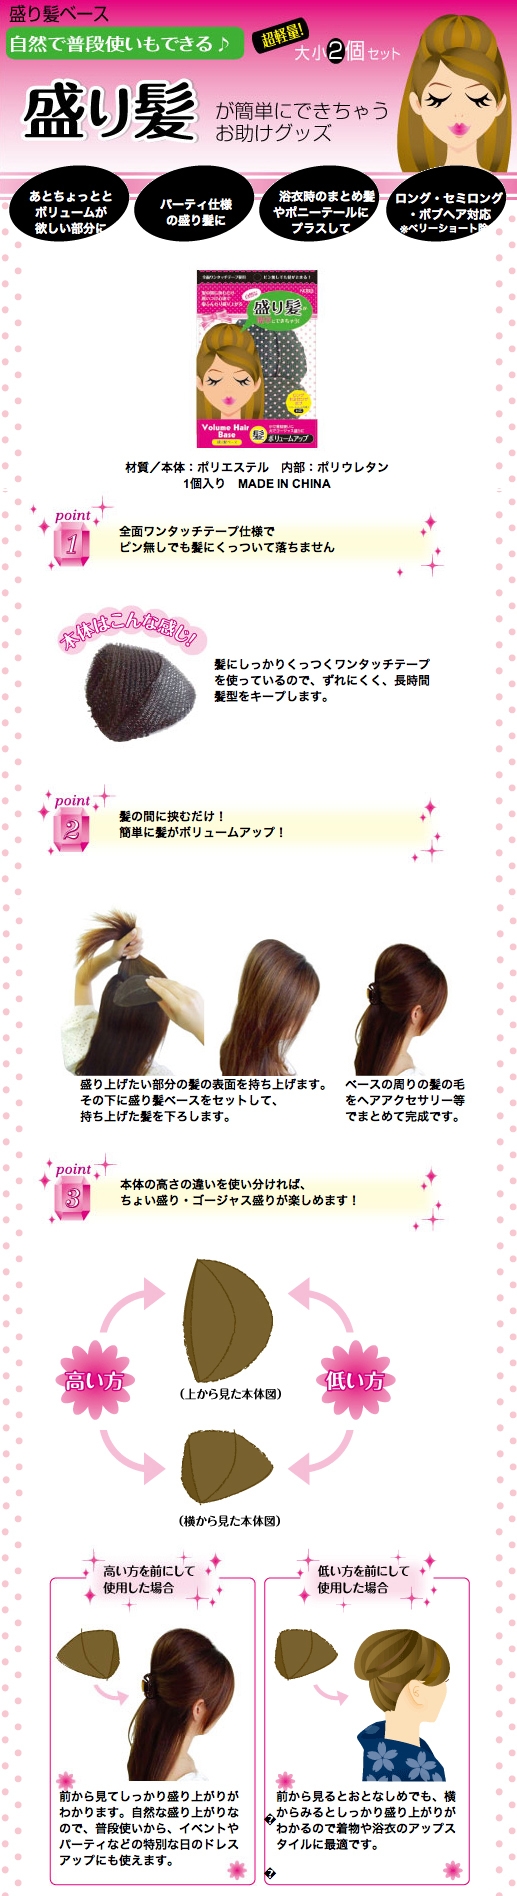 盛り髪ベース
自然で普段使いもできる♪
超軽量!
大小2個セット
盛り髪
が簡単にできちゃう
お助けグッズ
あとちょっとと
ボリュームが
欲しい部分に
パーティ仕様
の盛り髪に
浴衣時のまとめ髪
やポニーテールに
プラスして
ロング・セミロング
・ボブヘア対応
※ベリーショート除
盛り髪
Volume Hair
Base
ボリュームアップ
材質／本体：ポリエステル　内部：ポリウレタン
1個入り　MADE IN CHINA
point
1
全面ワンタッチテープ仕様で
ピン無しでも髪にくっついて落ちません
本体はこんな感じ!
髪にしっかりくっつくワンタッチテープ
を使っているので、ずれにくく、長時間
髪型をキープします。
point
2
髪の間に挟むだけ！
簡単に髪がボリュームアップ！
盛り上げたい部分の髪の表面を持ち上げます。
その下に盛り髪ベースをセットして、
持ち上げた髪を下ろします。
ベースの周りの髪の毛
をヘアアクセサリー等
でまとめて完成です。
point
3
本体の高さの違いを使い分ければ、
ちょい盛り・ゴージャス盛りが楽しめます！
高い方
低い方
（上から見た本体図）
（横から見た本体図）
高い方を前にして
使用した場合
低い方を前にして
使用した場合
前から見てしっかり盛り上がりが
わかります。自然な盛り上がりな
ので、普段使いから、イベントや
パーティなどの特別な日のドレス
アップにも使えます。
前から見るとおとなしめでも、横
からみるとしっかり盛り上がりが
わかるので着物や浴衣のアップス
タイルに最適です。